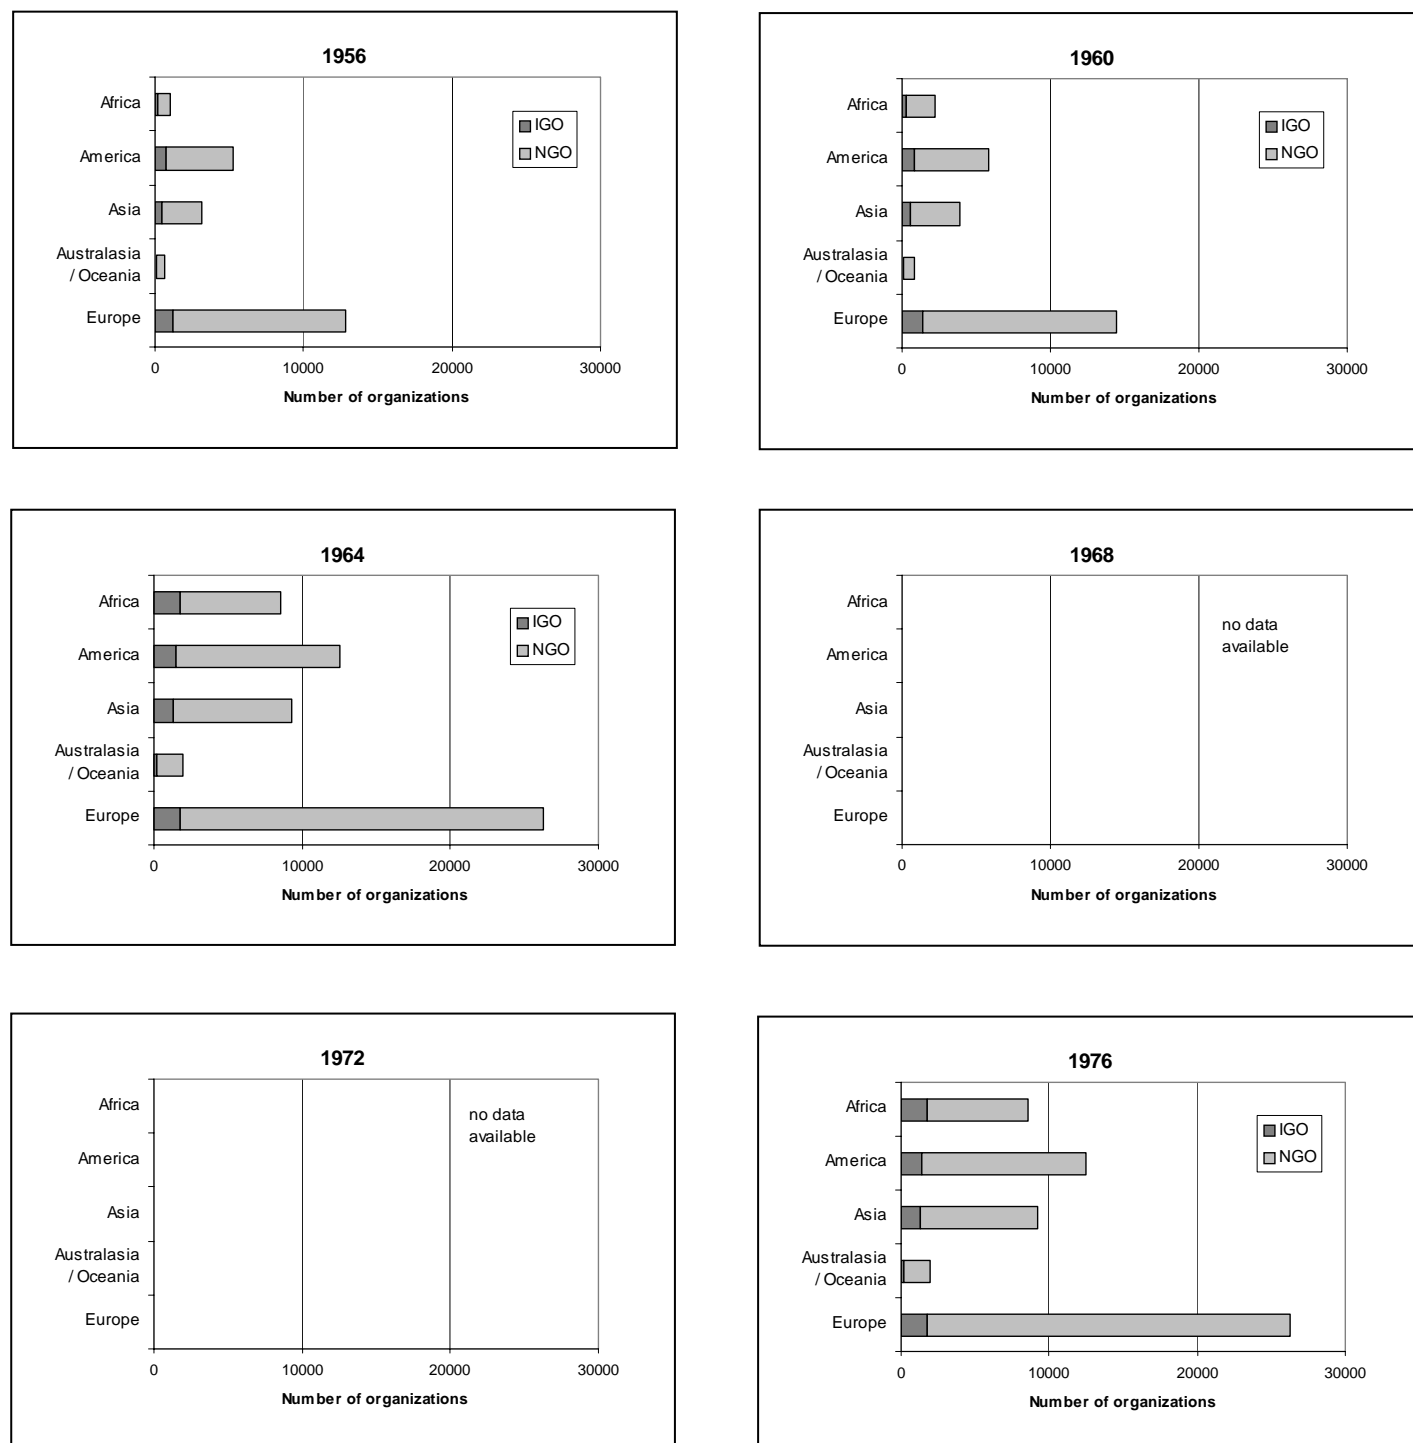 1956
Africa
America
Asia
Australasia
/ Oceania
Europe
IGO
NGO
0 10000 20000 30000
Number of organizations
1960
Africa
America
Asia
Australasia
/ Oceania
Europe
IGO
NGO
0 10000 20000 30000
Number of organizations
1964
Africa
America
Asia
Australasia
/ Oceania
Europe
IGO
NGO
0 10000 20000 30000
Number of organizations
1968
Africa
America
Asia
Australasia
/ Oceania
Europe
no data
available
0 10000 20000 30000
Number of organizations
1972
Africa
America
Asia
Australasia
/ Oceania
Europe
no data
available
0 10000 20000 30000
Number of organizations
1976
Africa
America
Asia
Australasia
/ Oceania
Europe
IGO
NGO
0 10000 20000 30000
Number of organizations